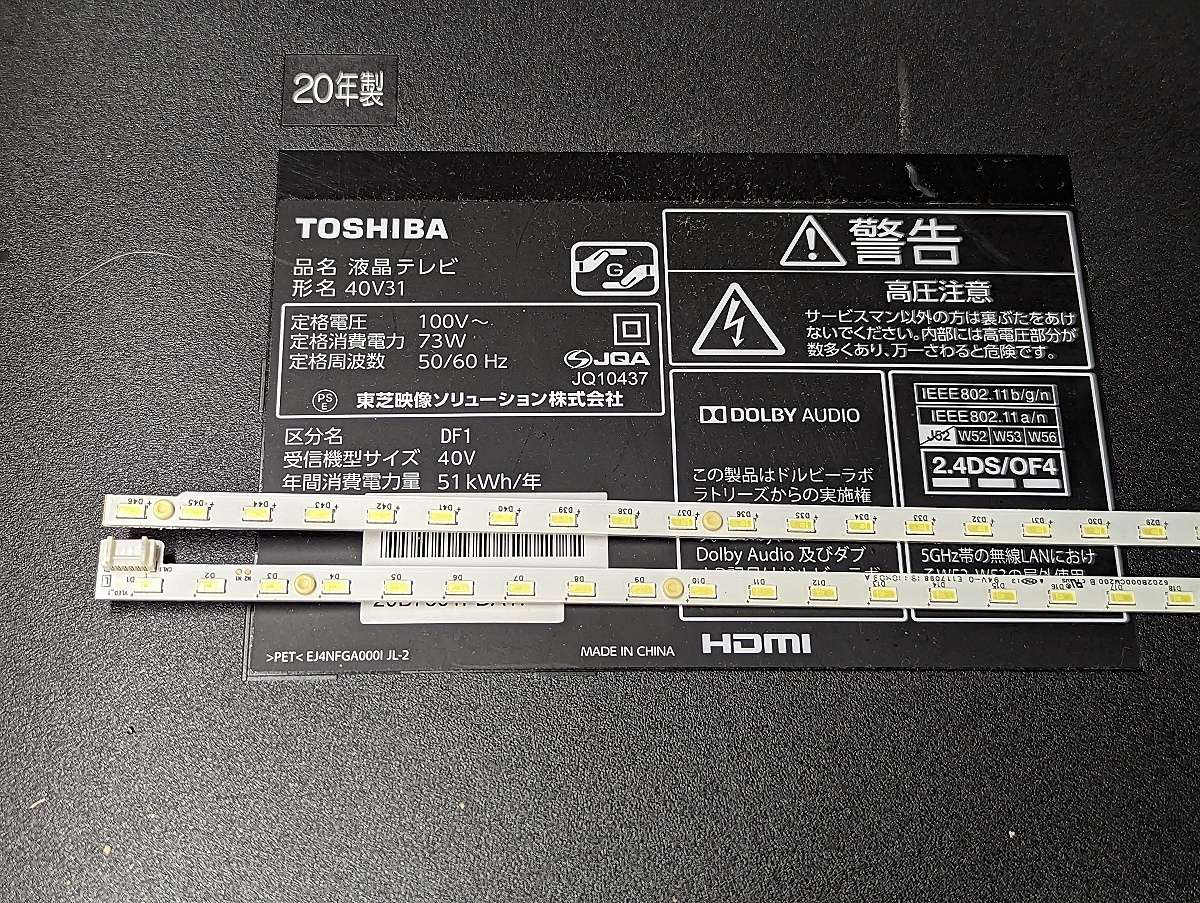 20年製
TOSHIBA
品名 液晶テレビ
形名 40V31
G
定格電圧 100V～
定格消費電力 73W
定格周波数 50/60 Hz
JQA
JQ10437
PS
E
東芝映像ソリューション株式会社
区分名 DF1
受信機型サイズ 40V
年間消費電力量 51kWh/年
警告
高圧注意
サービスマン以外の方は裏ぶたをあけ
ないでください。内部には高電圧部分が
数多くあり、万一さわると危険です。
DOLBY AUDIO
この製品はドルビーラボ
ラトリーズからの実施権
Dolby Audio 及びダブ
IEEE802.11b/g/n
IEEE802.11a/n
J52 W52 W53 W56
2.4DS/OF4
5GHz帯の無線LANにおけ
D46 D45 D44 D43 D42 D41 D40 D39 D38 D37 D36 D35 D34 D33 D32 D31 D30 D29
D1 D2 D3 D4 D5 D6 D7 D8 D9 D10 D11 D12 D13 D14 D15 D16 D17 D18
>PET< EJ4NFGA000I JL-2
MADE IN CHINA
HDMI